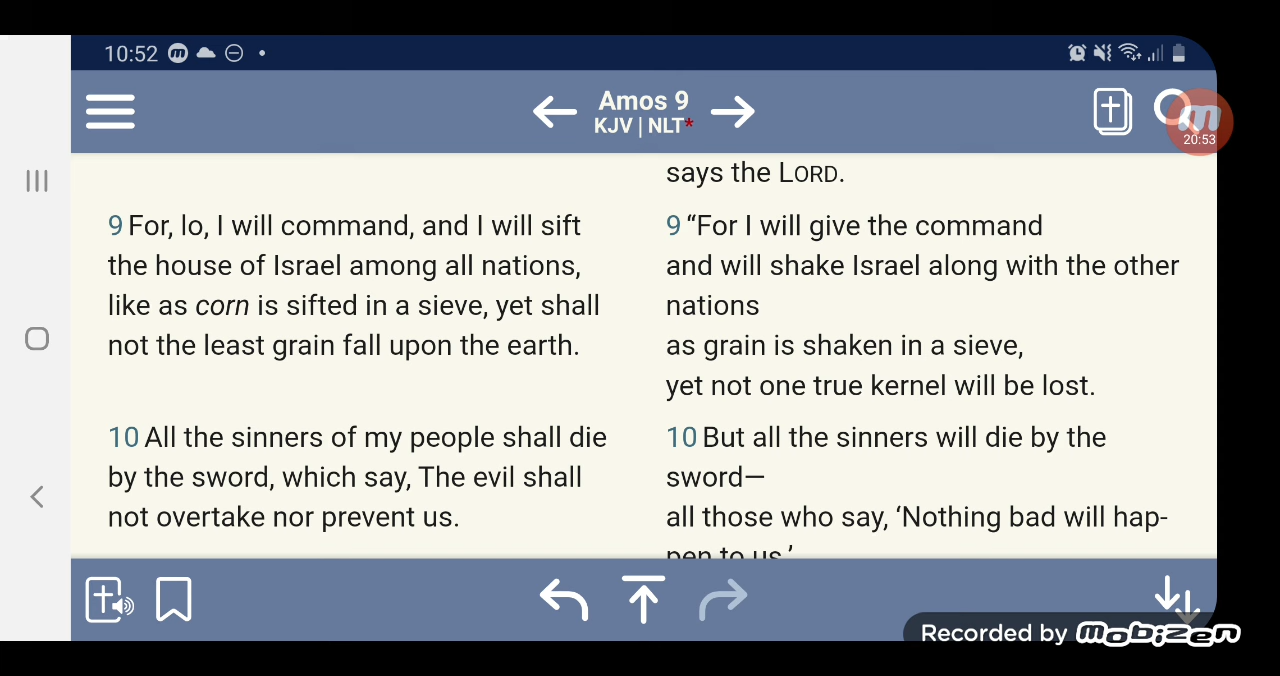 10:52
Amos 9
KJV | NLT*
20:53
says the LORD.
9 For, lo, I will command, and I will sift
the house of Israel among all nations,
like as corn is sifted in a sieve, yet shall
not the least grain fall upon the earth.
10 All the sinners of my people shall die
by the sword, which say, The evil shall
not overtake nor prevent us.
9 “For I will give the command
and will shake Israel along with the other
nations
as grain is shaken in a sieve,
yet not one true kernel will be lost.
10 But all the sinners will die by the
sword—
all those who say, ‘Nothing bad will hap-
pen to us.’
Recorded by mobizen